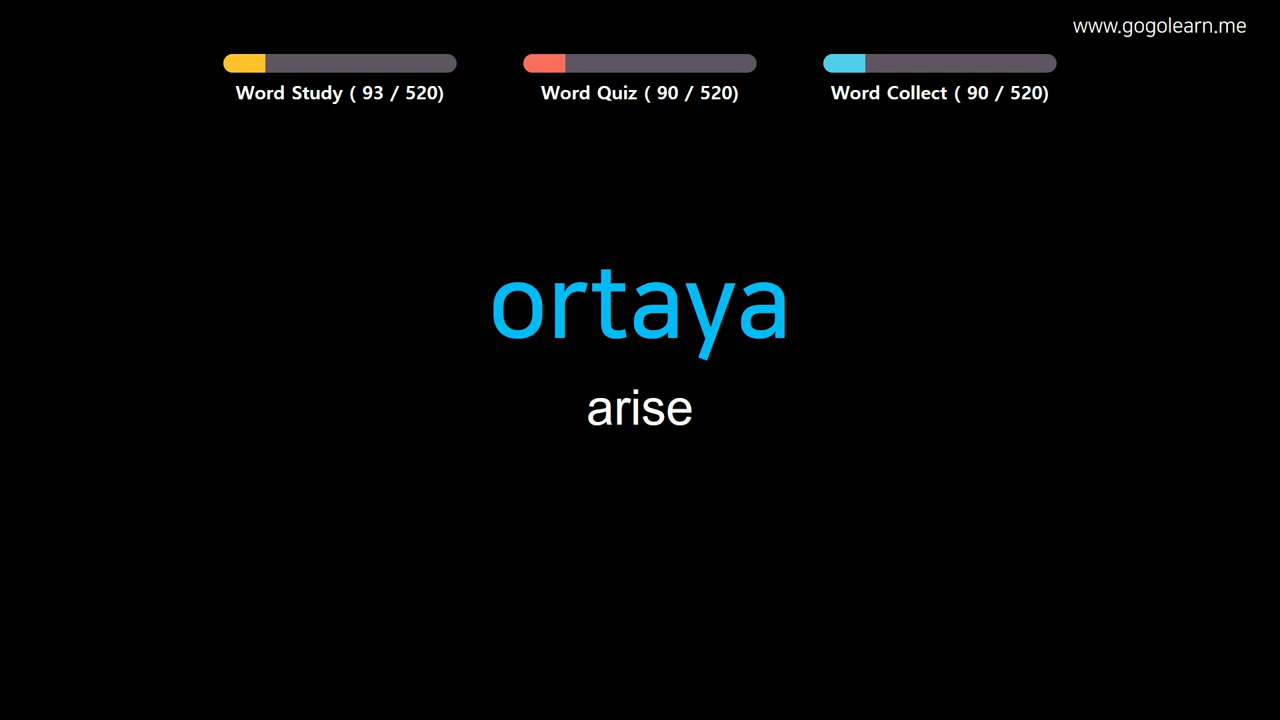 www.gogolearn.me
Word Study ( 93 / 520)
Word Quiz ( 90 / 520)
Word Collect ( 90 / 520)
ortaya
arise